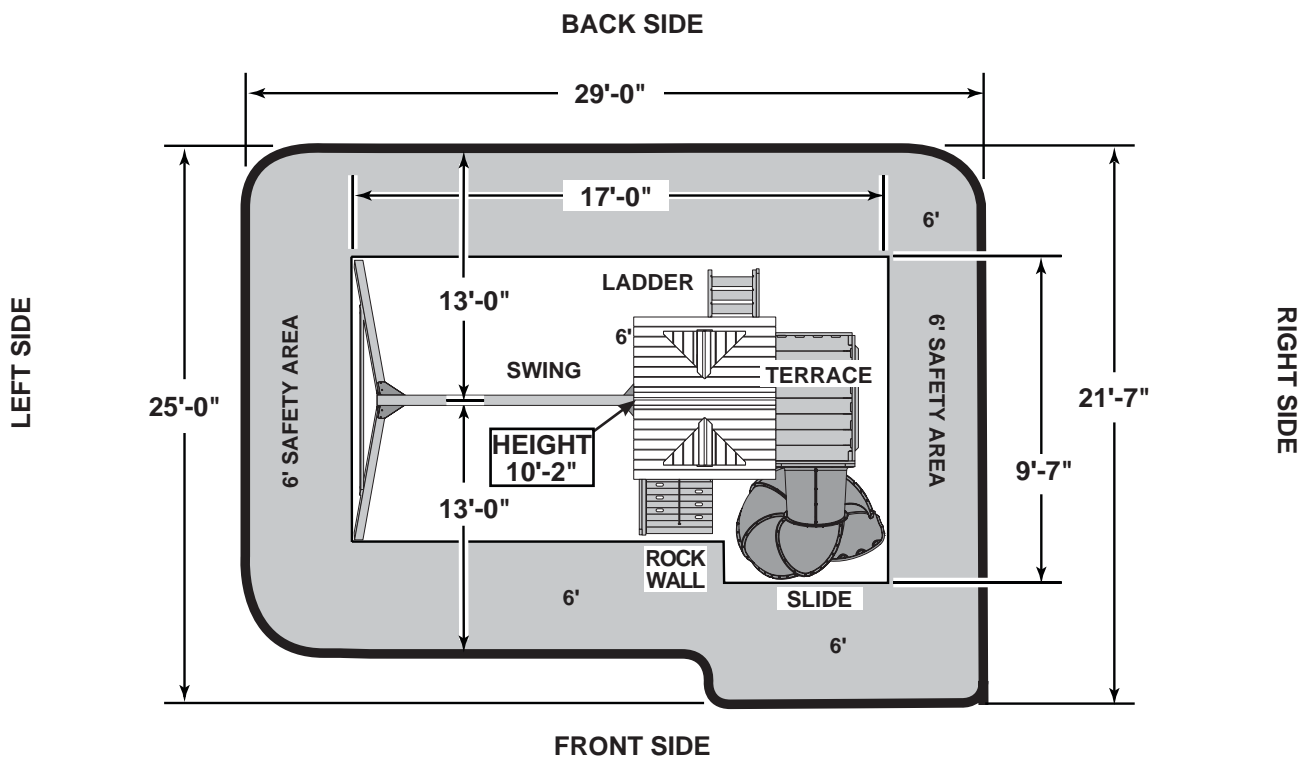 BACK SIDE
29'-0"
17'-0"
6'
LADDER
13'-0"
6'
SWING
TERRACE
LEFT SIDE
25'-0"
6' SAFETY AREA
6' SAFETY AREA
21'-7"
RIGHT SIDE
HEIGHT
10'-2"
9'-7"
13'-0"
ROCK
WALL
6'
SLIDE
6'
FRONT SIDE